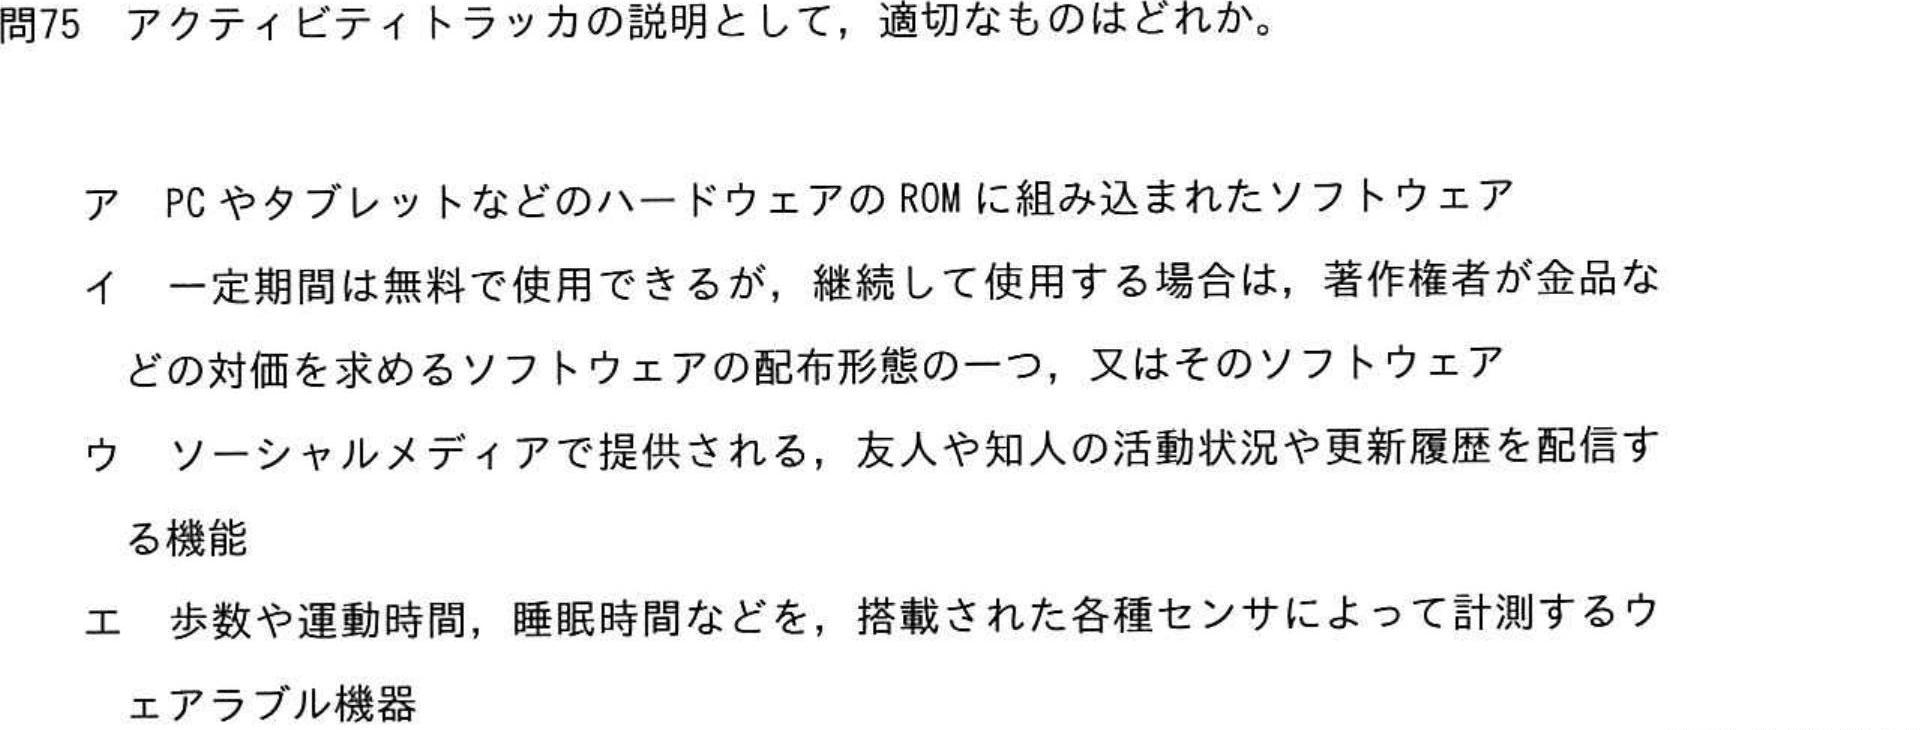 問75　アクティビティトラッカの説明として，適切なものはどれか。
ア　PCやタブレットなどのハードウェアのROMに組み込まれたソフトウェア
イ　一定期間は無料で使用できるが，継続して使用する場合は，著作権者が金品な
どの対価を求めるソフトウェアの配布形態の一つ，又はそのソフトウェア
ウ　ソーシャルメディアで提供される，友人や知人の活動状況や更新履歴を配信す
る機能
エ　歩数や運動時間，睡眠時間などを，搭載された各種センサによって計測するウ
ェアラブル機器